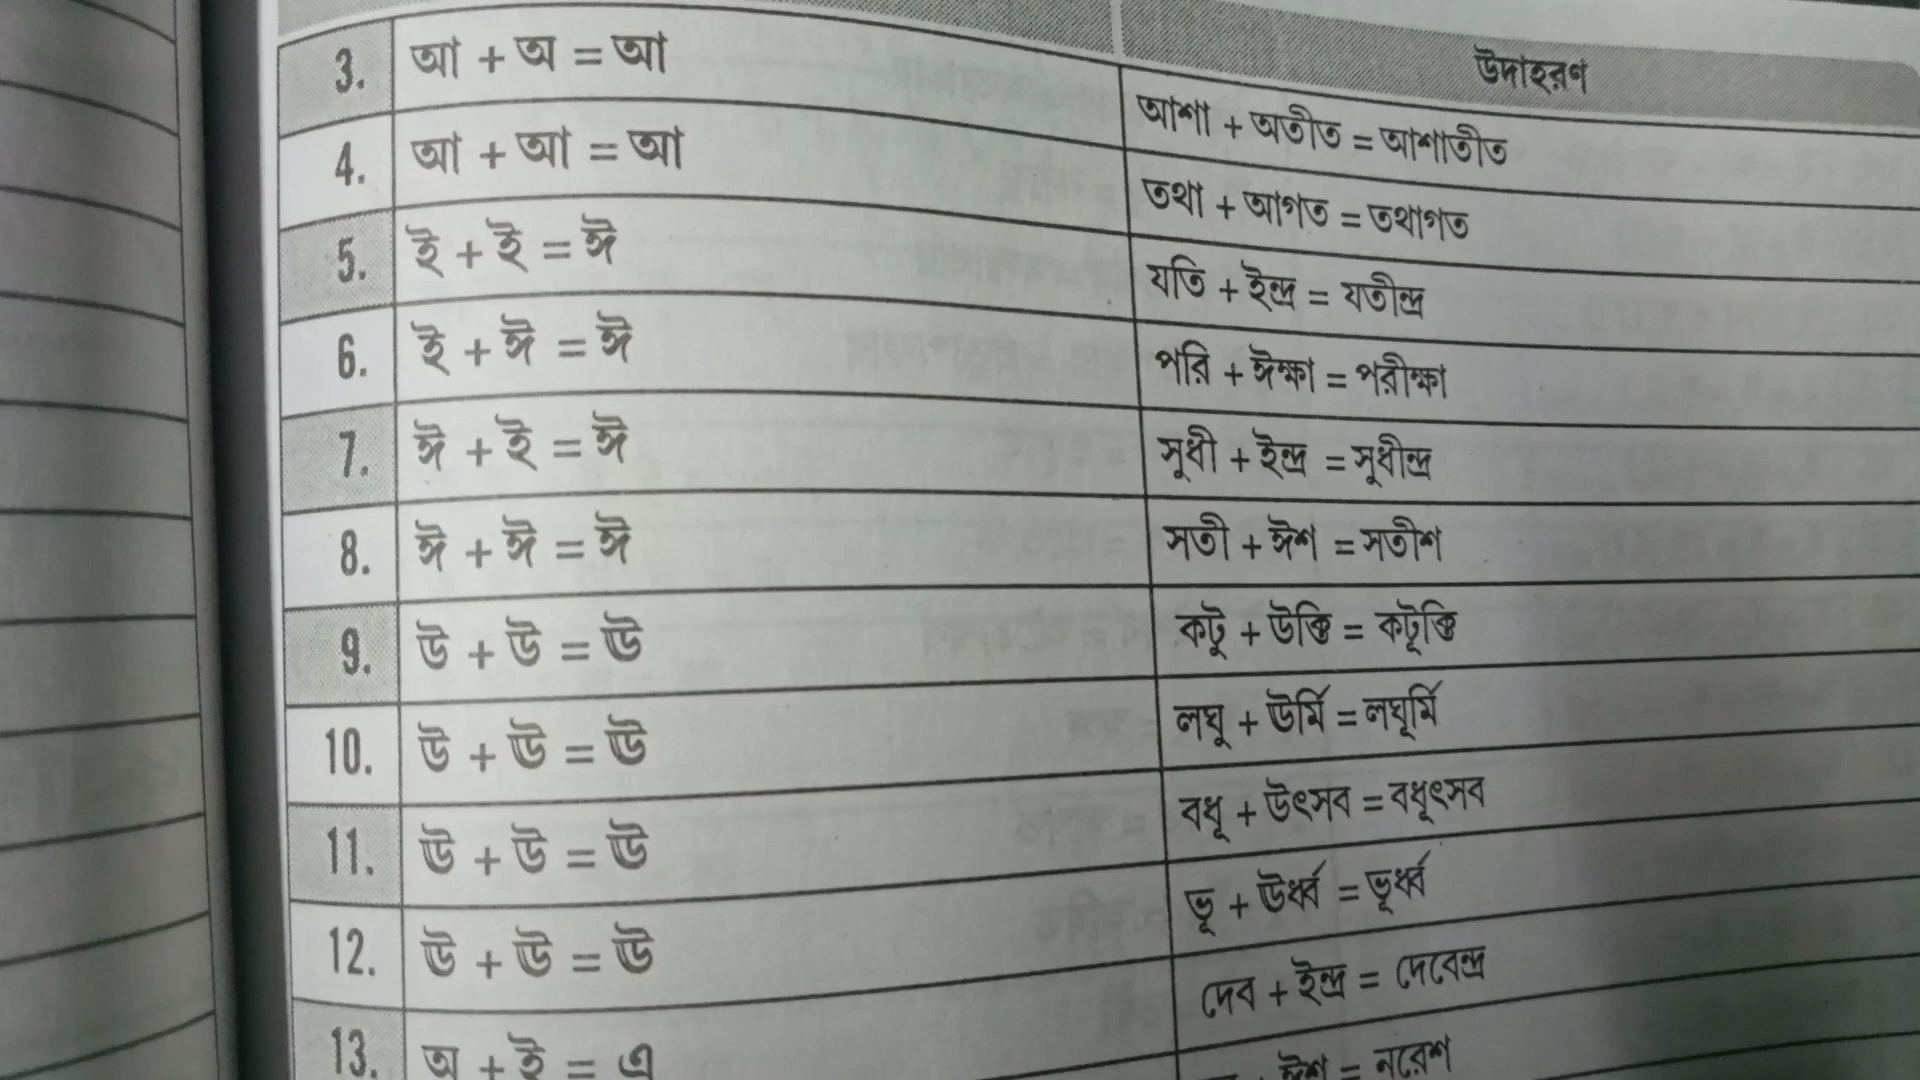 উদাহরণ
3. আ + অ = আ আশা + অতীত = আশাতীত
4. আ + আ = আ তথা + আগত = তথাগত
5. ই + ই = ঈ যতি + ইন্দ্র = যতীন্দ্র
6. ই + ঈ = ঈ পরি + ঈক্ষা = পরীক্ষা
7. ঈ + ই = ঈ সুধী + ইন্দ্র = সুধীন্দ্র
8. ঈ + ঈ = ঈ সতী + ঈশ = সতীশ
9. উ + উ = ঊ কটু + উক্তি = কটূক্তি
10. উ + ঊ = ঊ লঘু + ঊর্মি = লঘূর্মি
11. ঊ + উ = ঊ বধূ + উৎসব = বধূৎসব
12. ঊ + ঊ = ঊ ভূ + ঊর্ধ্ব = ভূর্ধ্ব
13. অ + ই = এ দেব + ইন্দ্র = দেবেন্দ্র
+ ঈশ = নরেশ